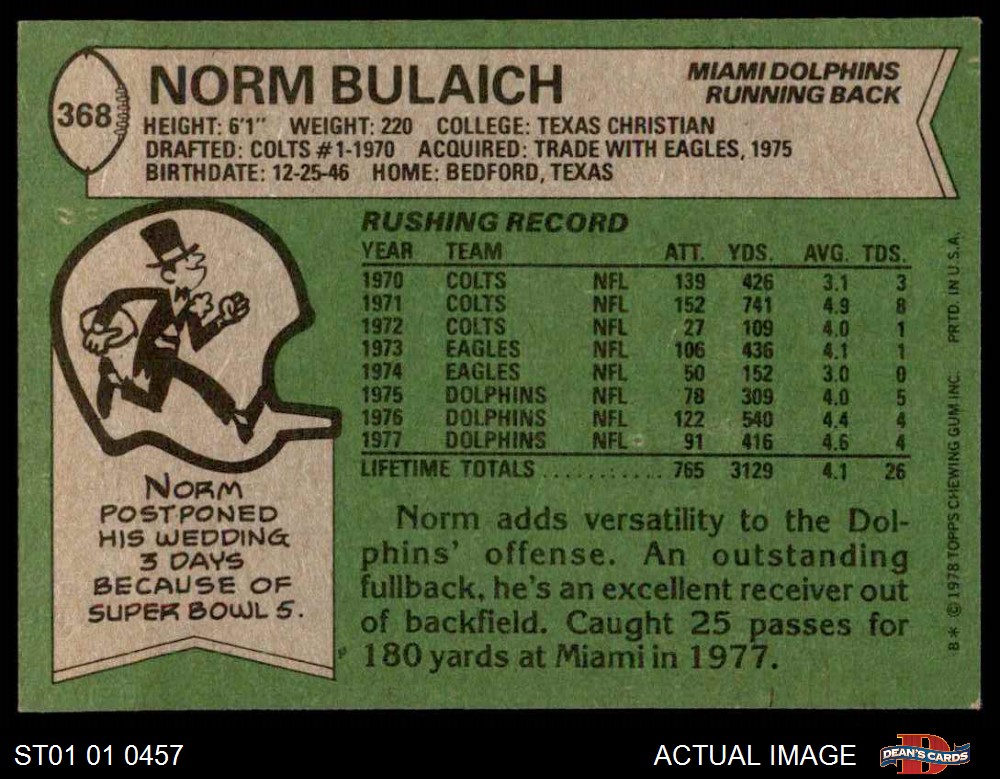 368
NORM BULAICH
MIAMI DOLPHINS
RUNNING BACK
HEIGHT: 6'1" WEIGHT: 220 COLLEGE: TEXAS CHRISTIAN
DRAFTED: COLTS #1-1970 ACQUIRED: TRADE WITH EAGLES, 1975
BIRTHDATE: 12-25-46 HOME: BEDFORD, TEXAS
RUSHING RECORD
YEAR TEAM ATT. YDS. AVG. TDS.
1970 COLTS NFL 139 426 3.1 3
1971 COLTS NFL 152 741 4.9 8
1972 COLTS NFL 27 109 4.0 1
1973 EAGLES NFL 106 436 4.1 1
1974 EAGLES NFL 50 152 3.0 0
1975 DOLPHINS NFL 78 309 4.0 5
1976 DOLPHINS NFL 122 540 4.4 4
1977 DOLPHINS NFL 91 416 4.6 4
LIFETIME TOTALS ........... 765 3129 4.1 26
NORM
POSTPONED
HIS WEDDING
3 DAYS
BECAUSE OF
SUPER BOWL 5.
Norm adds versatility to the Dol-
phins' offense. An outstanding
fullback, he's an excellent receiver out
of backfield. Caught 25 passes for
180 yards at Miami in 1977.
8* © 1978 TOPPS CHEWING GUM INC. PRTD. IN U.S.A.
ST01 01 0457
ACTUAL IMAGE
D
DEAN'S CARDS